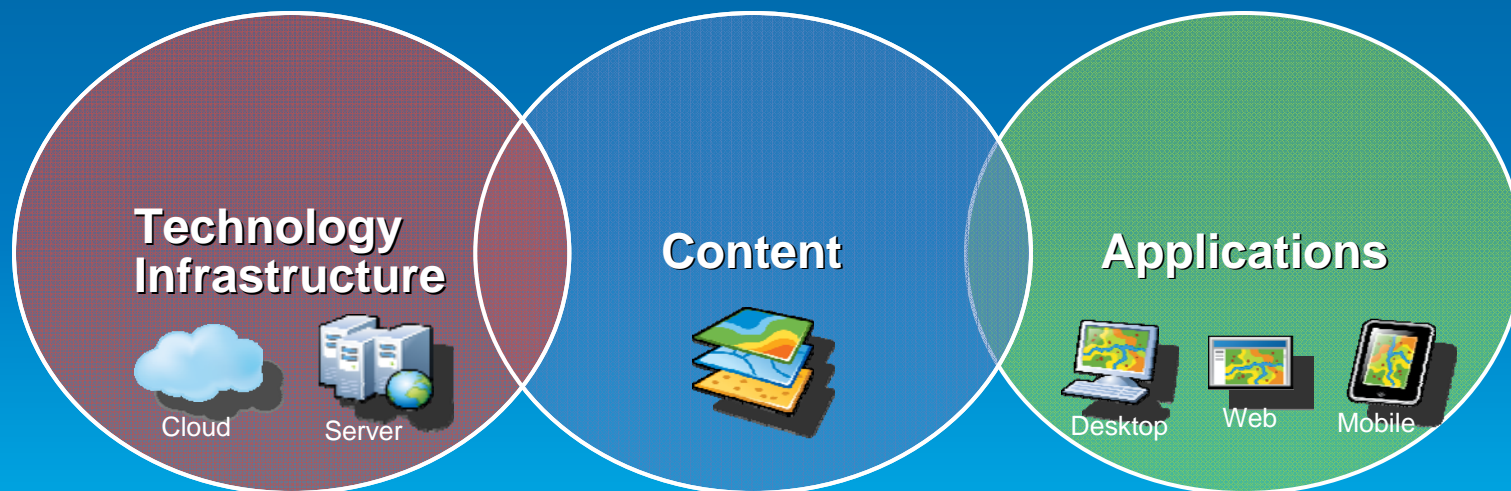 Technology
Infrastructure
Cloud
Server
Content
Applications
Desktop
Web
Mobile